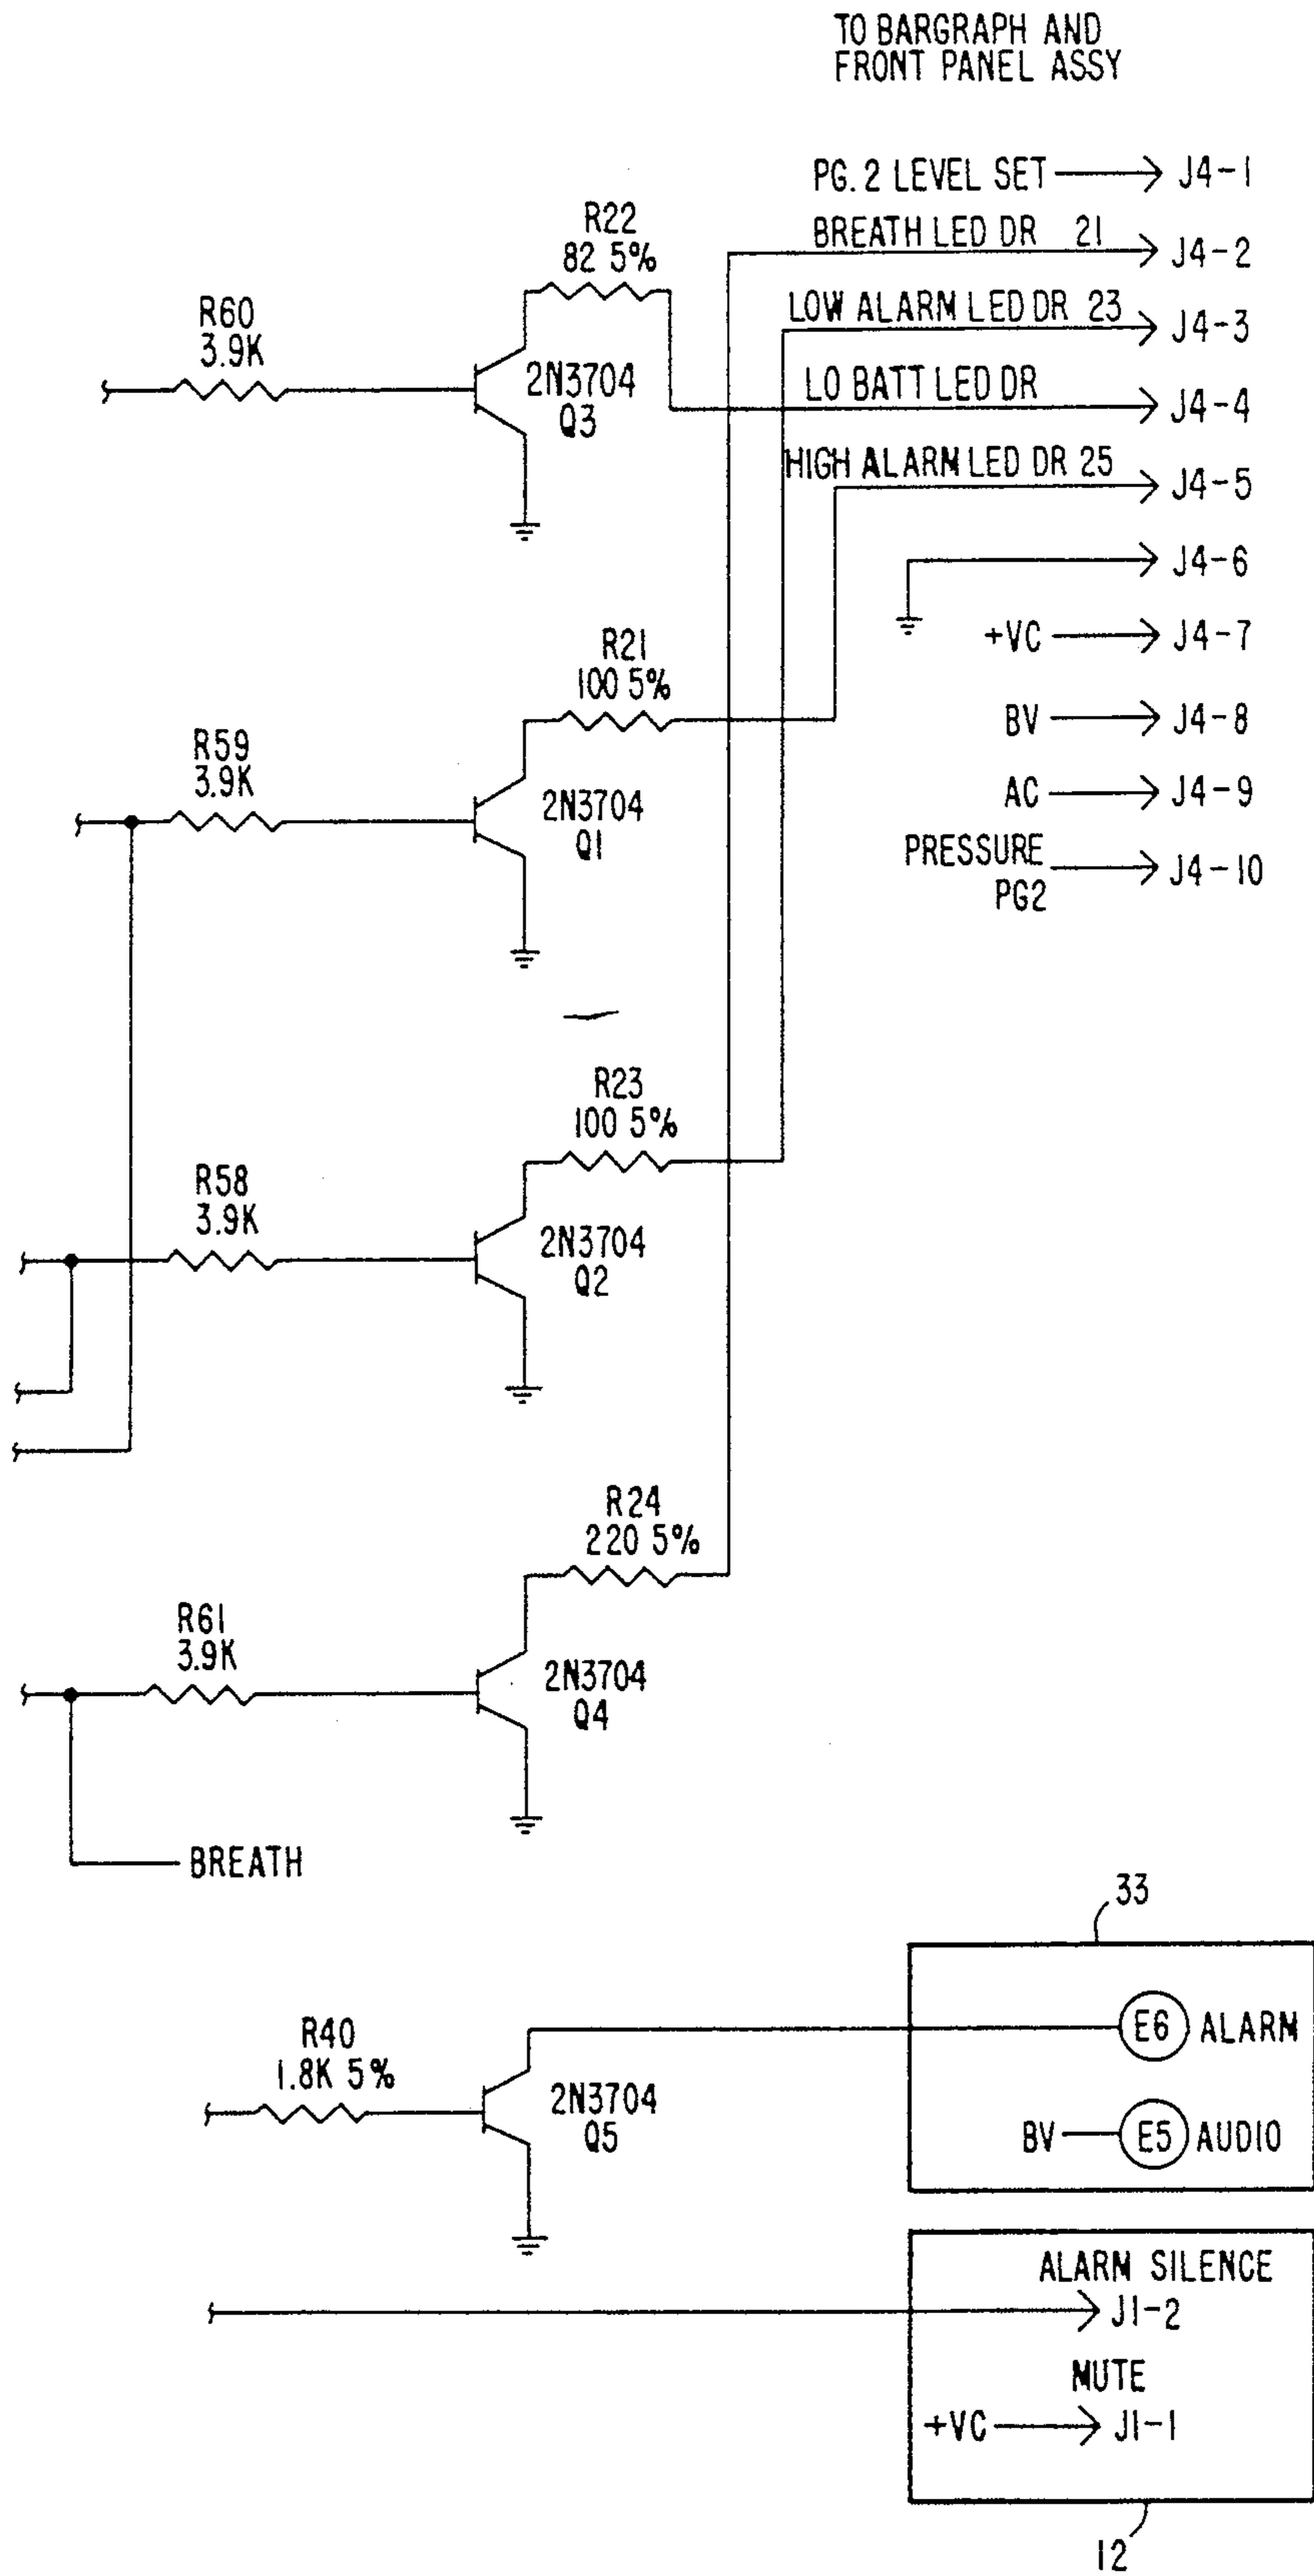 TO BARGRAPH AND
FRONT PANEL ASSY
PG. 2 LEVEL SET J4-1
BREATH LED DR 21 J4-2
LOW ALARM LED DR 23 J4-3
LO BATT LED DR J4-4
HIGH ALARM LED DR 25 J4-5
J4-6
+VC J4-7
BV J4-8
AC J4-9
PRESSURE
PG2
J4-10
R22
82 5%
R60
3.9K
2N3704
Q3
R21
100 5%
R59
3.9K
2N3704
Q1
R23
100 5%
R58
3.9K
2N3704
Q2
R24
220 5%
R61
3.9K
2N3704
Q4
BREATH
33
R40
1.8K 5%
2N3704
Q5
E6 ALARM
BV E5 AUDIO
ALARM SILENCE
J1-2
MUTE
+VC J1-1
12